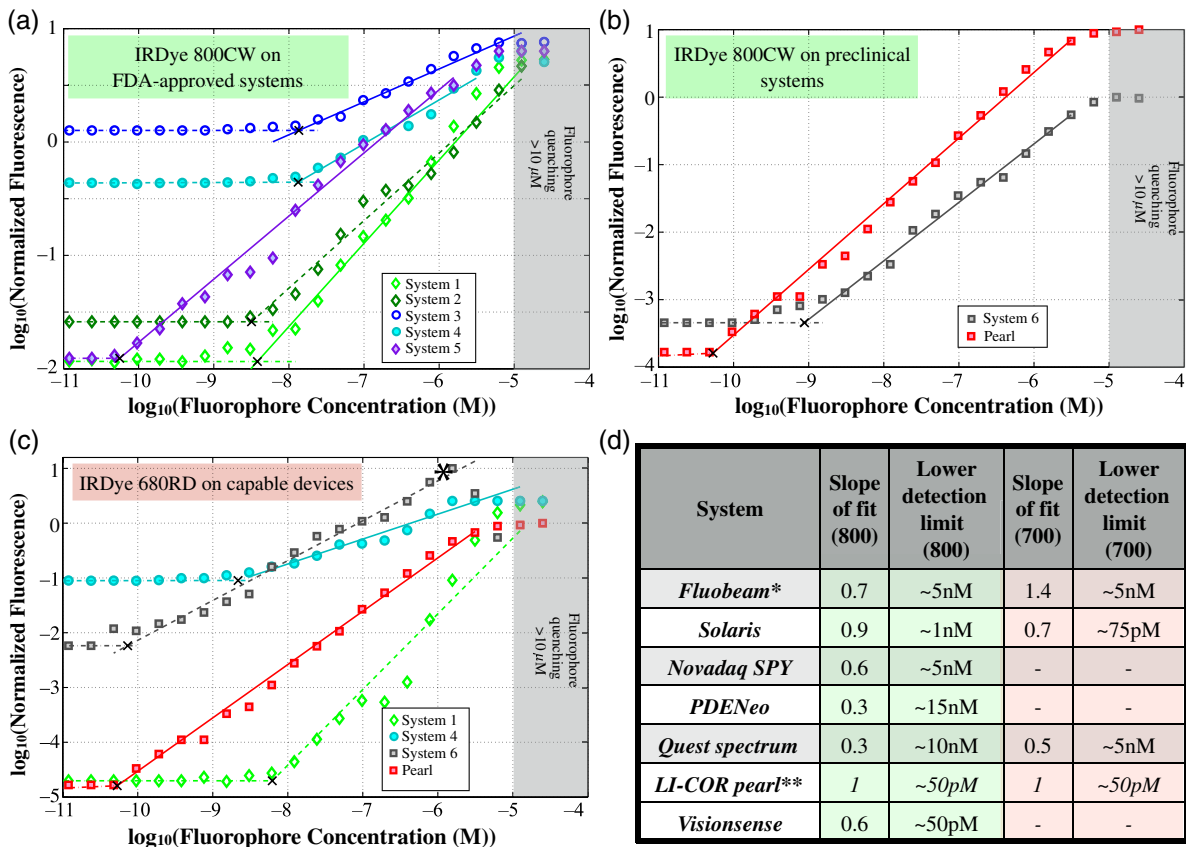 (a)
IRDye 800CW on
FDA-approved systems
log10(Normalized Fluorescence)
1
0
−1
−2
Fluorophore
quenching
>10 μM
System 1
System 2
System 3
System 4
System 5
−11 −10 −9 −8 −7 −6 −5 −4
log10(Fluorophore Concentration (M))
(b)
IRDye 800CW on preclinical
systems
log10(Normalized Fluorescence)
1
0
−1
−2
−3
−4
Fluorophore
quenching
>10 μM
System 6
Pearl
−11 −10 −9 −8 −7 −6 −5 −4
log10(Fluorophore Concentration (M))
(c)
IRDye 680RD on capable devices
log10(Normalized Fluorescence)
1
0
−1
−2
−3
−4
−5
*
Fluorophore
quenching
>10 μM
System 1
System 4
System 6
Pearl
−11 −10 −9 −8 −7 −6 −5 −4
log10(Fluorophore Concentration (M))
(d)
System Slope of fit (800) Lower detection limit (800) Slope of fit (700) Lower detection limit (700)
Fluobeam* 0.7 ~5nM 1.4 ~5nM
Solaris 0.9 ~1nM 0.7 ~75pM
Novadaq SPY 0.6 ~5nM - -
PDENeo 0.3 ~15nM - -
Quest spectrum 0.3 ~10nM 0.5 ~5nM
LI-COR pearl** 1 ~50pM 1 ~50pM
Visionsense 0.6 ~50pM - -